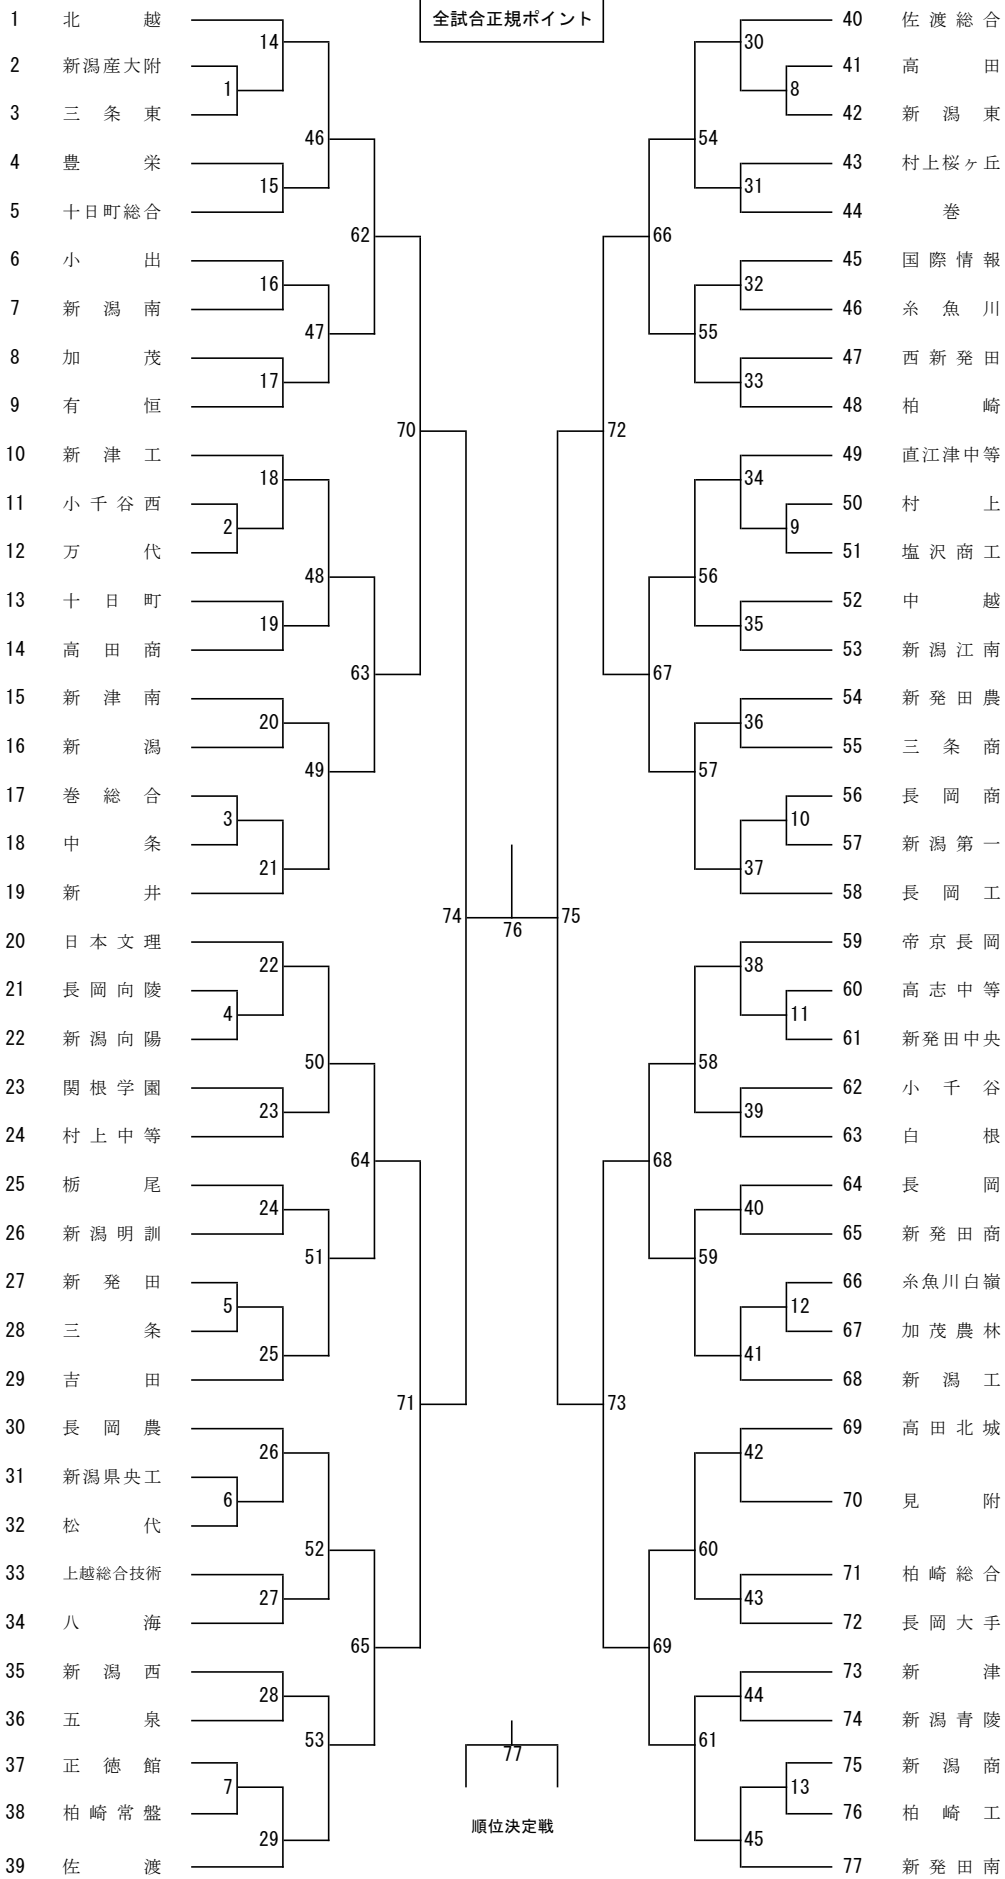 全試合正規ポイント
1 北越
2 新潟産大附
3 三条東
4 豊栄
5 十日町総合
6 小出
7 新潟南
8 加茂
9 有恒
10 新津工
11 小千谷西
12 万代
13 十日町
14 高田商
15 新津南
16 新潟
17 巻総合
18 中条
19 新井
20 日本文理
21 長岡向陵
22 新潟向陽
23 関根学園
24 村上中等
25 栃尾
26 新潟明訓
27 新発田
28 三条
29 吉田
30 長岡農
31 新潟県央工
32 松代
33 上越総合技術
34 八海
35 新潟西
36 五泉
37 正徳館
38 柏崎常盤
39 佐渡
14
1
46
15
62
16
47
17
70
18
2
48
19
63
20
49
3
21
74
22
4
50
23
64
24
51
5
25
71
26
6
52
27
65
28
53
7
29
76
77
順位決定戦
30
8
54
31
66
32
55
33
72
34
9
56
35
67
36
57
10
37
75
38
11
58
39
68
40
59
12
41
73
42
60
43
69
44
61
13
45
40 佐渡総合
41 高田
42 新潟東
43 村上桜ヶ丘
44 巻
45 国際情報
46 糸魚川
47 西新発田
48 柏崎
49 直江津中等
50 村上
51 塩沢商工
52 中越
53 新潟江南
54 新発田農
55 三条商
56 長岡商
57 新潟第一
58 長岡工
59 帝京長岡
60 高志中等
61 新発田中央
62 小千谷
63 白根
64 長岡
65 新発田商
66 糸魚川白嶺
67 加茂農林
68 新潟工
69 高田北城
70 見附
71 柏崎総合
72 長岡大手
73 新津
74 新潟青陵
75 新潟商
76 柏崎工
77 新発田南